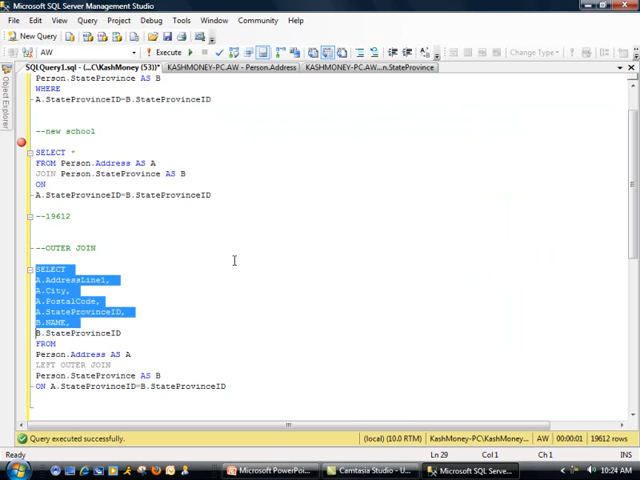 Microsoft SQL Server Management Studio
File Edit View Query Project Debug Tools Window Community Help
New Query
AW Execute Change Type
SQLQuery1.sql - (...C\KashMoney (53))* KASHMONEY-PC.AW - Person.Address KASHMONEY-PC.AW...n.StateProvince
Object Explorer
Person.StateProvince AS B
WHERE
A.StateProvinceID=B.StateProvinceID
--new school
SELECT *
FROM Person.Address AS A
JOIN Person.StateProvince AS B
ON
A.StateProvinceID=B.StateProvinceID
--19612
--OUTER JOIN
SELECT
A.AddressLine1,
A.City,
A.PostalCode,
A.StateProvinceID,
B.NAME,
B.StateProvinceID
FROM
Person.Address AS A
LEFT OUTER JOIN
Person.StateProvince AS B
ON A.StateProvinceID=B.StateProvinceID
Query executed successfully. (local) (10.0 RTM) KashMoney-PC\KashMoney... AW 00:00:01 19612 rows
Ready Ln 29 Col 1 Ch 1 INS
Microsoft PowerPoi... Camtasia Studio - U... Microsoft SQL Serve... 10:24 AM